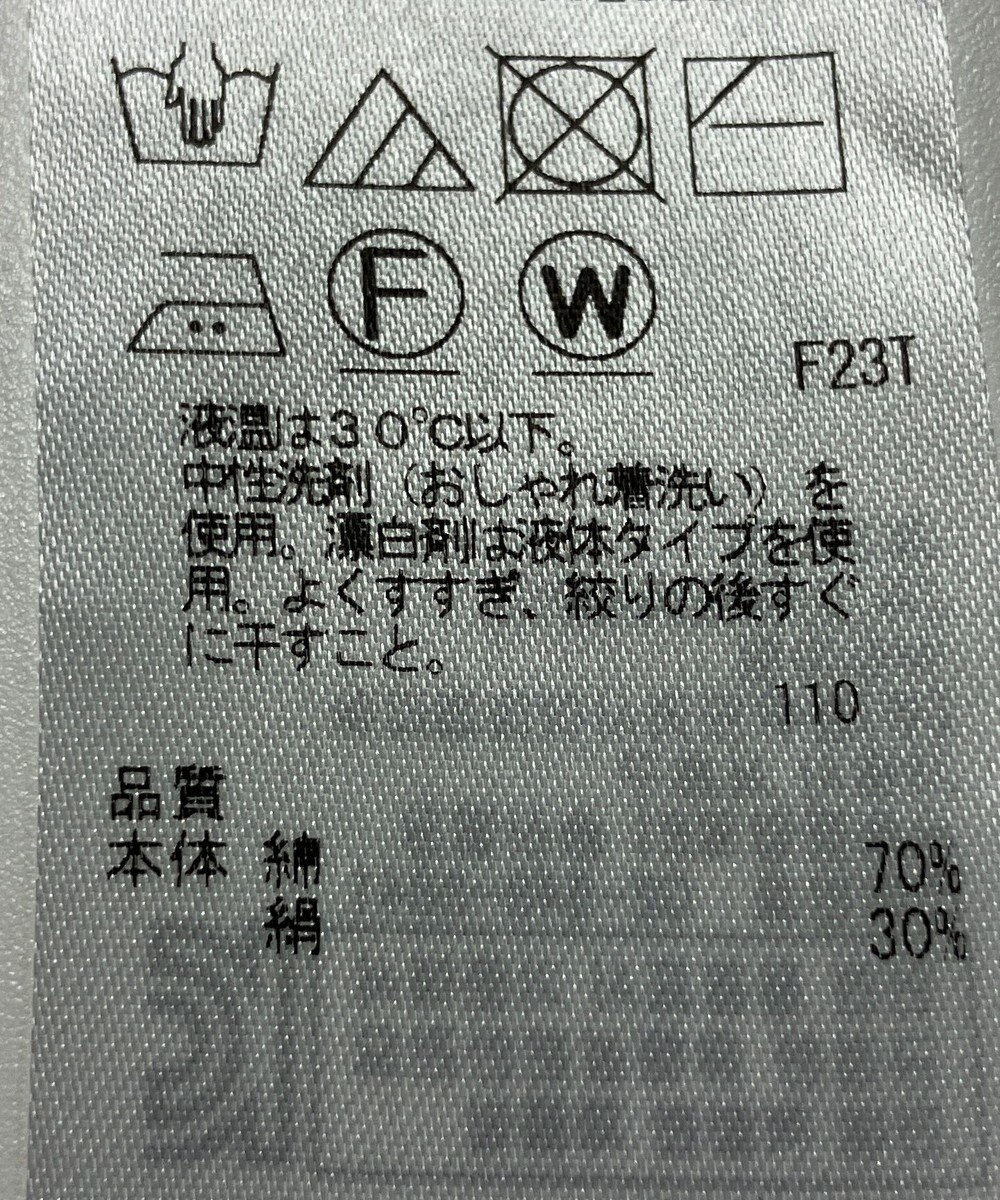 F
W
F23T
液温は30℃以下。
中性洗剤（おしゃれ着洗い）を
使用。漂白剤は液体タイプを使
用。よくすすぎ、絞りの後すぐ
に干すこと。
110
品質
本体 綿 70%
絹 30%